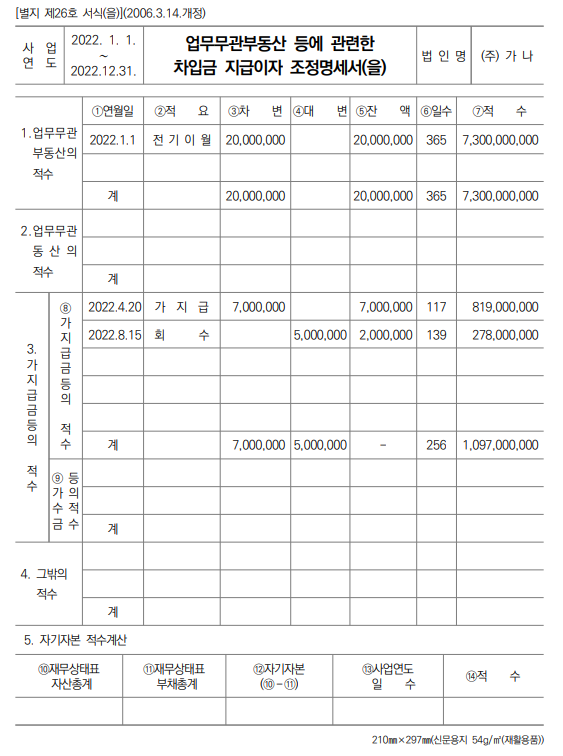 [별지 제26호 서식(을)](2006.3.14.개정)
사 업 연 도
2022. 1. 1. ~ 2022.12.31.
업무무관부동산 등에 관련한
차입금 지급이자 조정명세서(을)
법 인 명
(주) 가 나
①연월일 ②적 요 ③차 변 ④대 변 ⑤잔 액 ⑥일수 ⑦적 수
1.업무무관 부동산의 적수
2022.1.1 전 기 이 월 20,000,000 20,000,000 365 7,300,000,000
계 20,000,000 20,000,000 365 7,300,000,000
2.업무무관 동 산 의 적수
계
3. 가지급금등의 적수
⑧ 가지급금등의 적수
2022.4.20 가 지 급 7,000,000 7,000,000 117 819,000,000
2022.8.15 회 수 5,000,000 2,000,000 139 278,000,000
계 7,000,000 5,000,000 - 256 1,097,000,000
⑨ 가수금 등의적수
계
4. 그밖의 적수
계
5. 자기자본 적수계산
⑩재무상태표 자산총계 ⑪재무상태표 부채총계 ⑫자기자본 (⑩-⑪) ⑬사업연도 일 수 ⑭적 수
210㎜×297㎜(신문용지 54g/㎡(재활용품))